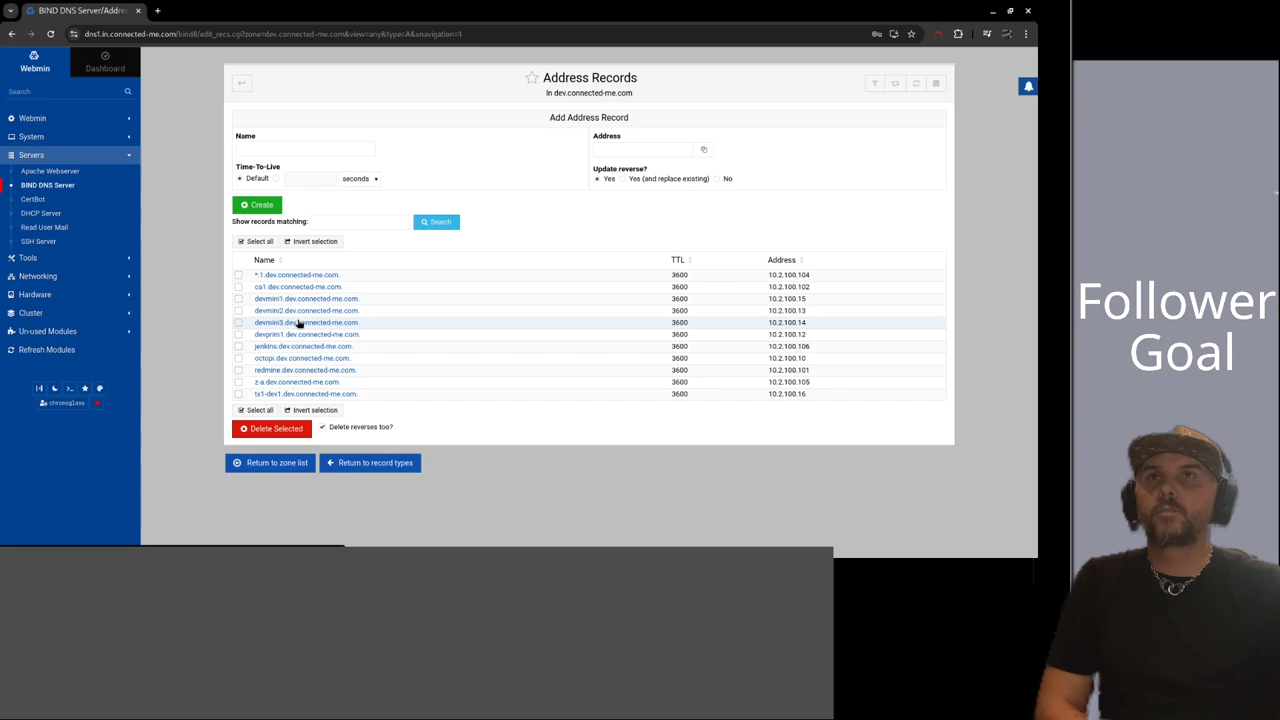 BIND DNS Server/Addre
dns1.in.connected-me.com/bind8/edit_recs.cgi?zone=dev.connected-me.com&view=any&type=A&xnavigation=1
Webmin
Dashboard
Search
Webmin
System
Servers
Apache Webserver
BIND DNS Server
CertBot
DHCP Server
Read User Mail
SSH Server
Tools
Networking
Hardware
Cluster
Un-used Modules
Refresh Modules
chronoglass
Address Records
In dev.connected-me.com
Add Address Record
Name
Address
Time-To-Live
Default seconds
Update reverse?
Yes Yes (and replace existing) No
Create
Show records matching: Search
Select all Invert selection
Name TTL Address
*.1.dev.connected-me.com. 3600 10.2.100.104
ca1.dev.connected-me.com. 3600 10.2.100.102
devmini1.dev.connected-me.com. 3600 10.2.100.15
devmini2.dev.connected-me.com. 3600 10.2.100.13
devmini3.dev.connected-me.com. 3600 10.2.100.14
devprim1.dev.connected-me.com. 3600 10.2.100.12
jenkins.dev.connected-me.com. 3600 10.2.100.106
octopi.dev.connected-me.com. 3600 10.2.100.10
redmine.dev.connected-me.com. 3600 10.2.100.101
z-a.dev.connected-me.com. 3600 10.2.100.105
tx1-dev1.dev.connected-me.com. 3600 10.2.100.16
Select all Invert selection
Delete Selected Delete reverses too?
Return to zone list Return to record types
Follower
Goal